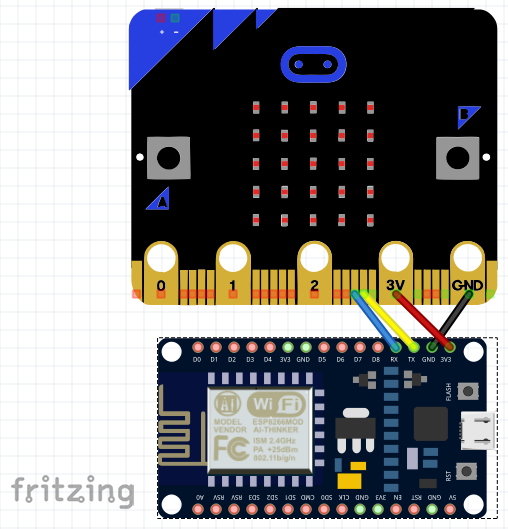 + -
B
A
0 1 2 3V GND
D0 D1 D2 D3 D4 3V3 GND D5 D6 D7 D8 RX TX GND 3V3
FLASH
Wi Fi
MODEL ESP8266MOD
VENDOR AI-THINKER
FC ISM 2.4GHz
PA +25dBm
802.11b/g/n
RST
A0 RSV RSV SD3 SD2 SD1 CMD SD0 CLK GND 3V3 EN RST GND 5V
fritzing